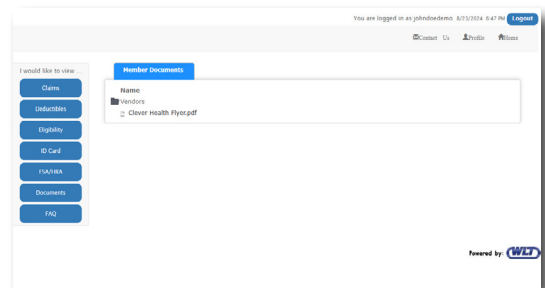 You are logged in as johndoedemo 8/23/2024 6:47 PM Logout
Contact Us Profile Home
I would like to view ...
Member Documents
Claims
Name
Vendors
Deductibles
Clever Health Flyer.pdf
Eligibility
ID Card
FSA/HRA
Documents
FAQ
Powered by: WLT